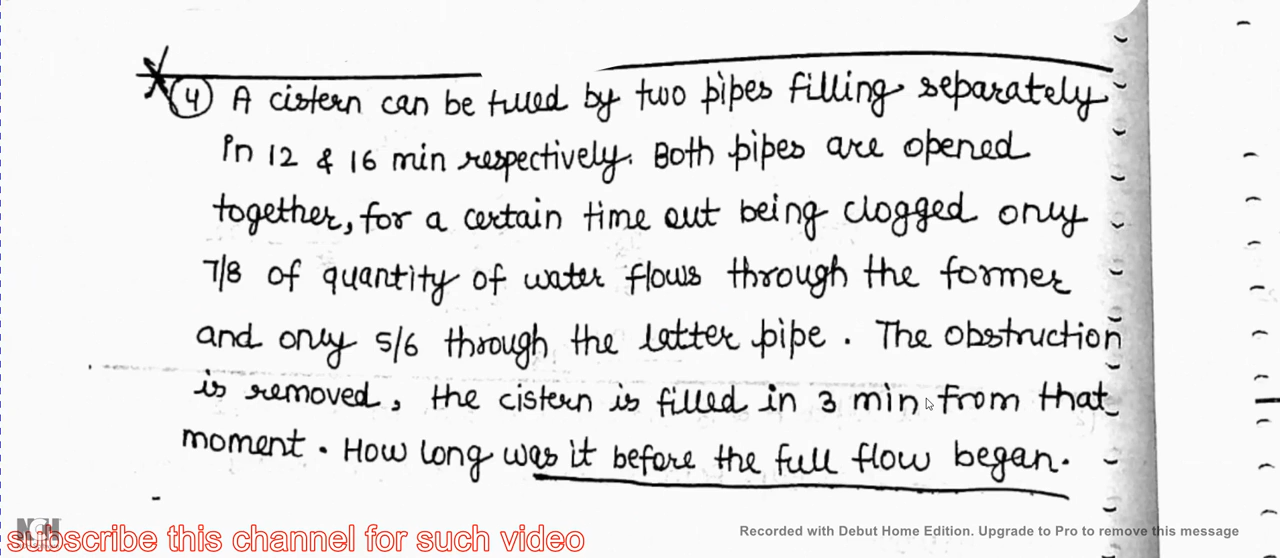 (4) A cistern can be filled by two pipes filling separately
in 12 & 16 min respectively. Both pipes are opened
together, for a certain time out being clogged only
7/8 of quantity of water flows through the former
and only 5/6 through the latter pipe. The obstruction
is removed, the cistern is filled in 3 min from that
moment. How long was it before the full flow began.
NCH
subscribe this channel for such video
Recorded with Debut Home Edition. Upgrade to Pro to remove this message